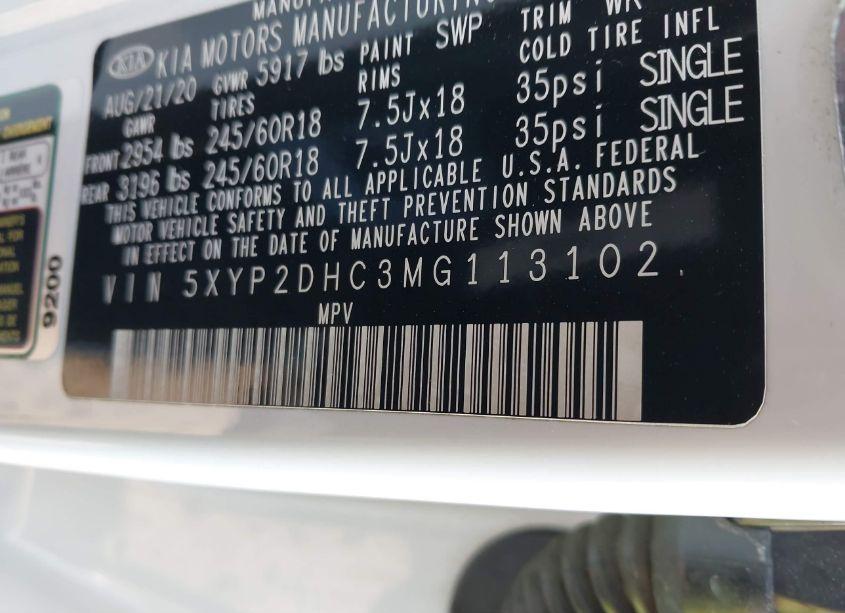 MANUFA
KIA KIA MOTORS MANUFACTURING
AUG/21/20 GVWR 5917 lbs PAINT SWP TRIM WK
GAWR TIRES RIMS COLD TIRE INFL
FRONT 2954 lbs 245/60R18 7.5Jx18 35psi SINGLE
REAR 3196 lbs 245/60R18 7.5Jx18 35psi SINGLE
THIS VEHICLE CONFORMS TO ALL APPLICABLE U.S.A. FEDERAL
MOTOR VEHICLE SAFETY AND THEFT PREVENTION STANDARDS
IN EFFECT ON THE DATE OF MANUFACTURE SHOWN ABOVE
VIN 5XYP2DHC3MG113102.
MPV
9200